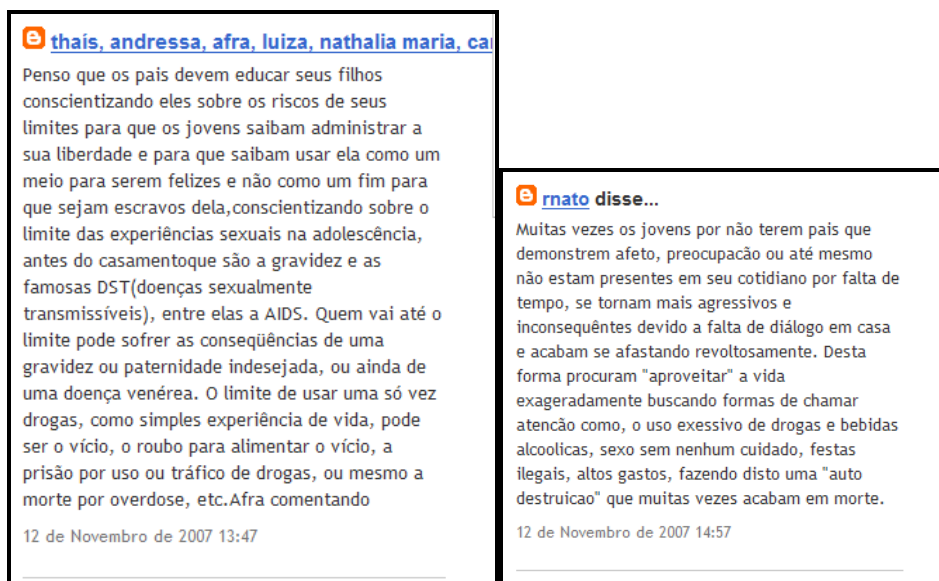 thaís, andressa, afra, luiza, nathalia maria,
Penso que os pais devem educar seus filhos
conscientizando eles sobre os riscos de seus
limites para que os jovens saibam administrar a
sua liberdade e para que saibam usar ela como um
meio para serem felizes e não como um fim para
que sejam escravos dela,conscientizando sobre o
limite das experiências sexuais na adolescência,
antes do casamentoque são a gravidez e as
famosas DST(doenças sexualmente
transmissíveis), entre elas a AIDS. Quem vai até o
limite pode sofrer as conseqüências de uma
gravidez ou paternidade indesejada, ou ainda de
uma doença venérea. O limite de usar uma só vez
drogas, como simples experiência de vida, pode
ser o vício, o roubo para alimentar o vício, a
prisão por uso ou tráfico de drogas, ou mesmo a
morte por overdose, etc.Afra comentando
12 de Novembro de 2007 13:47
rnato disse...
Muitas vezes os jovens por não terem pais que
demonstrem afeto, preocupacão ou até mesmo
não estam presentes em seu cotidiano por falta de
tempo, se tornam mais agressivos e
inconsequêntes devido a falta de diálogo em casa
e acabam se afastando revoltosamente. Desta
forma procuram "aproveitar" a vida
exageradamente buscando formas de chamar
atencão como, o uso exessivo de drogas e bebidas
alcoolicas, sexo sem nenhum cuidado, festas
ilegais, altos gastos, fazendo disto uma "auto
destruicao" que muitas vezes acabam em morte.
12 de Novembro de 2007 14:57